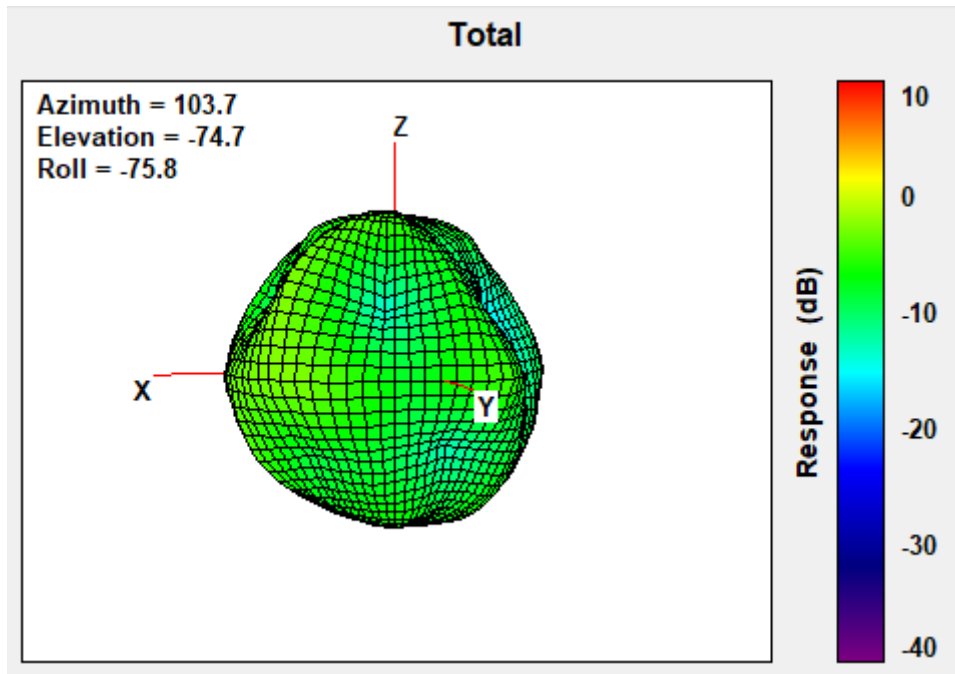 Total
Azimuth = 103.7
Elevation = -74.7
Roll = -75.8
Z
X
Y
10
0
-10
-20
-30
-40
Response (dB)